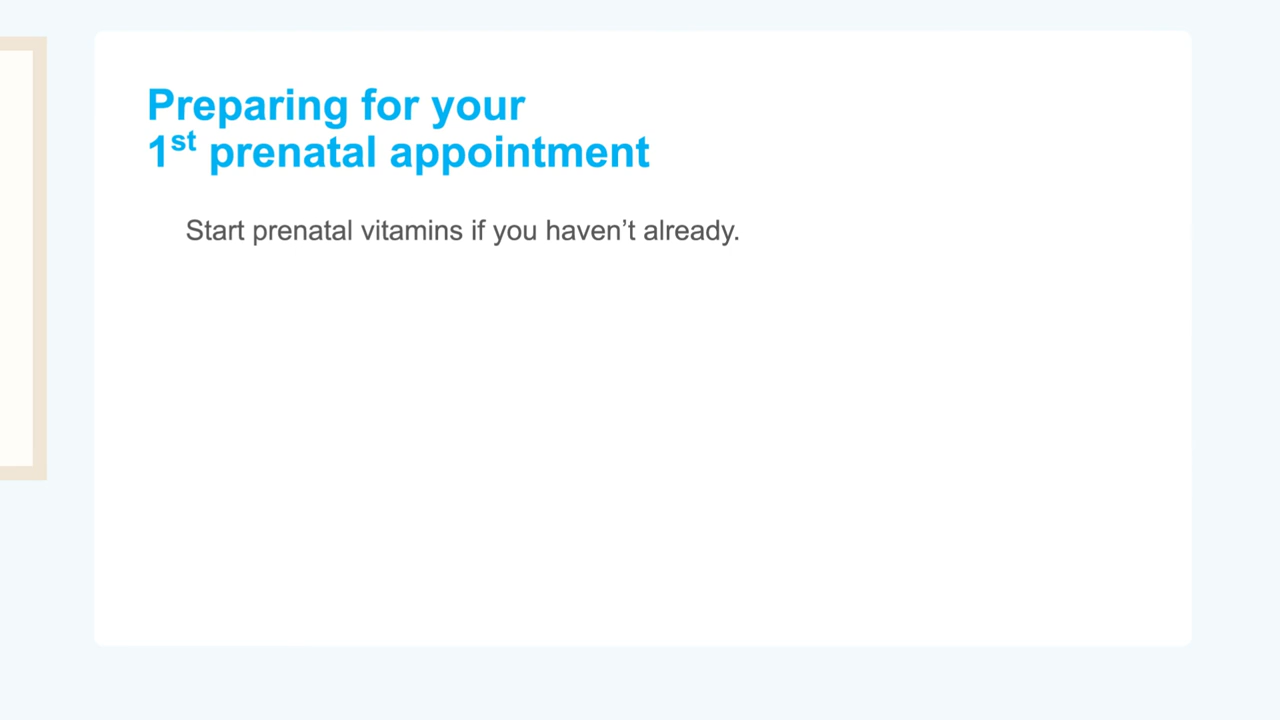 Preparing for your
1st prenatal appointment
Start prenatal vitamins if you haven’t already.